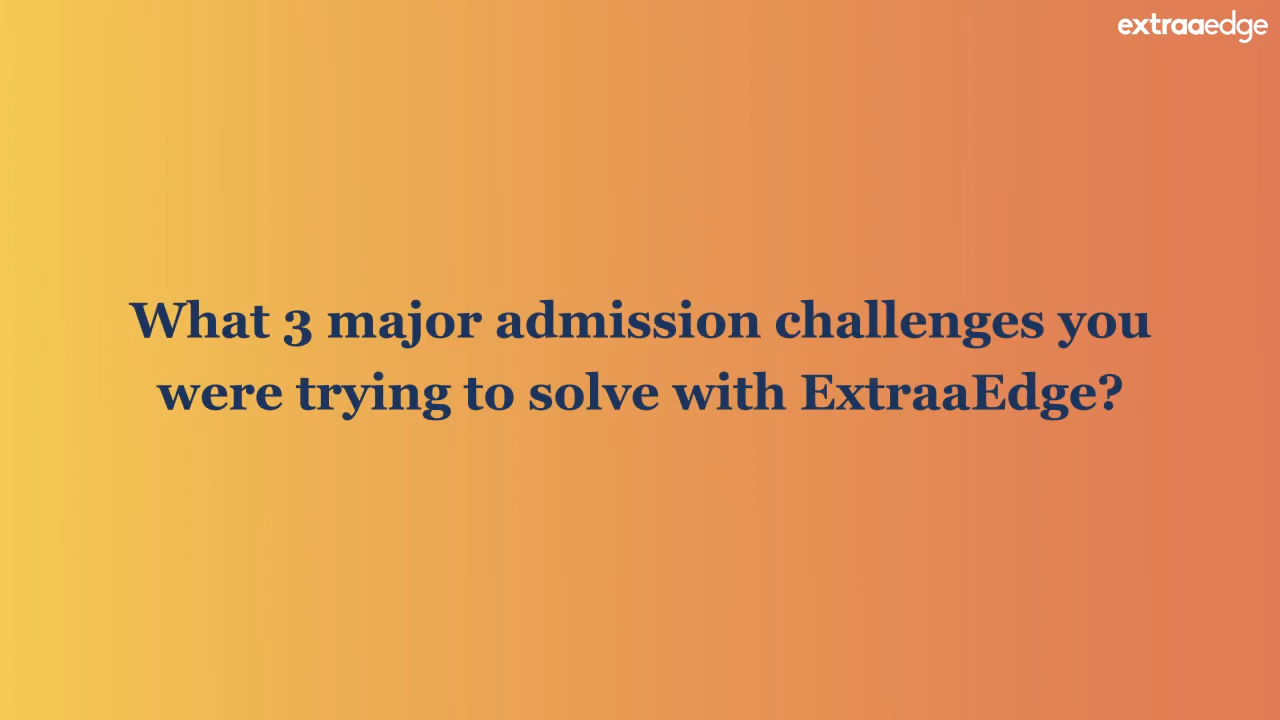 extraaedge
What 3 major admission challenges you
were trying to solve with ExtraaEdge?